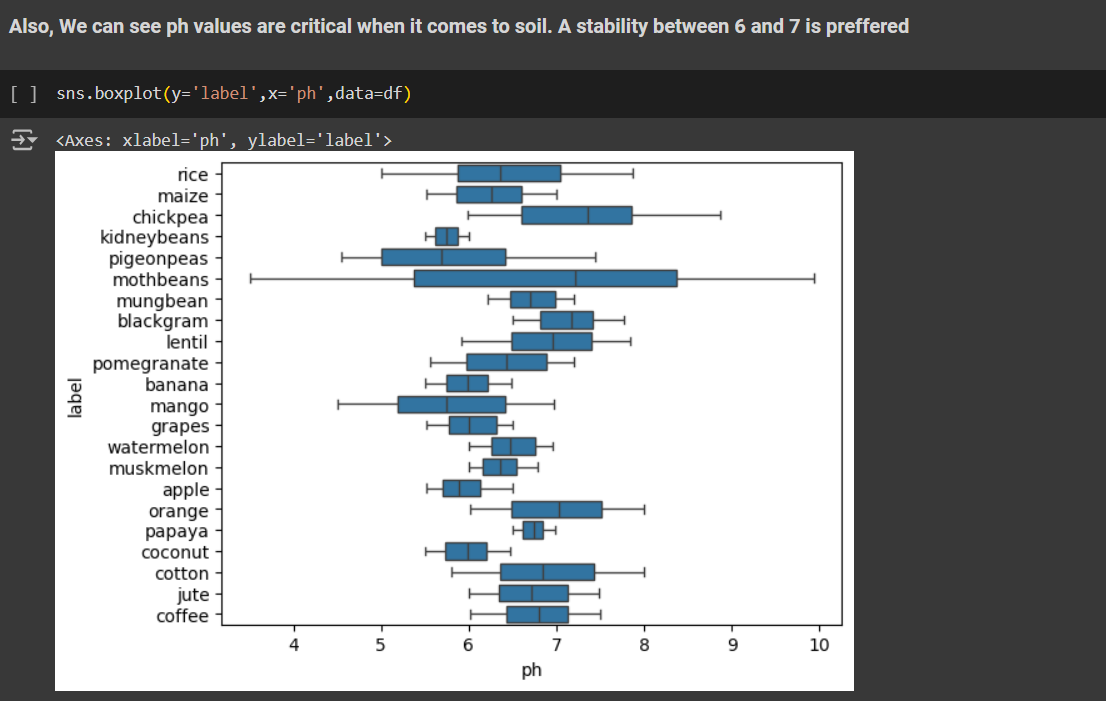 Also, We can see ph values are critical when it comes to soil. A stability between 6 and 7 is preffered
[ ] sns.boxplot(y='label',x='ph',data=df)
<Axes: xlabel='ph', ylabel='label'>
rice
maize
chickpea
kidneybeans
pigeonpeas
mothbeans
mungbean
blackgram
lentil
pomegranate
banana
mango
grapes
watermelon
muskmelon
apple
orange
papaya
coconut
cotton
jute
coffee
label
4 5 6 7 8 9 10
ph